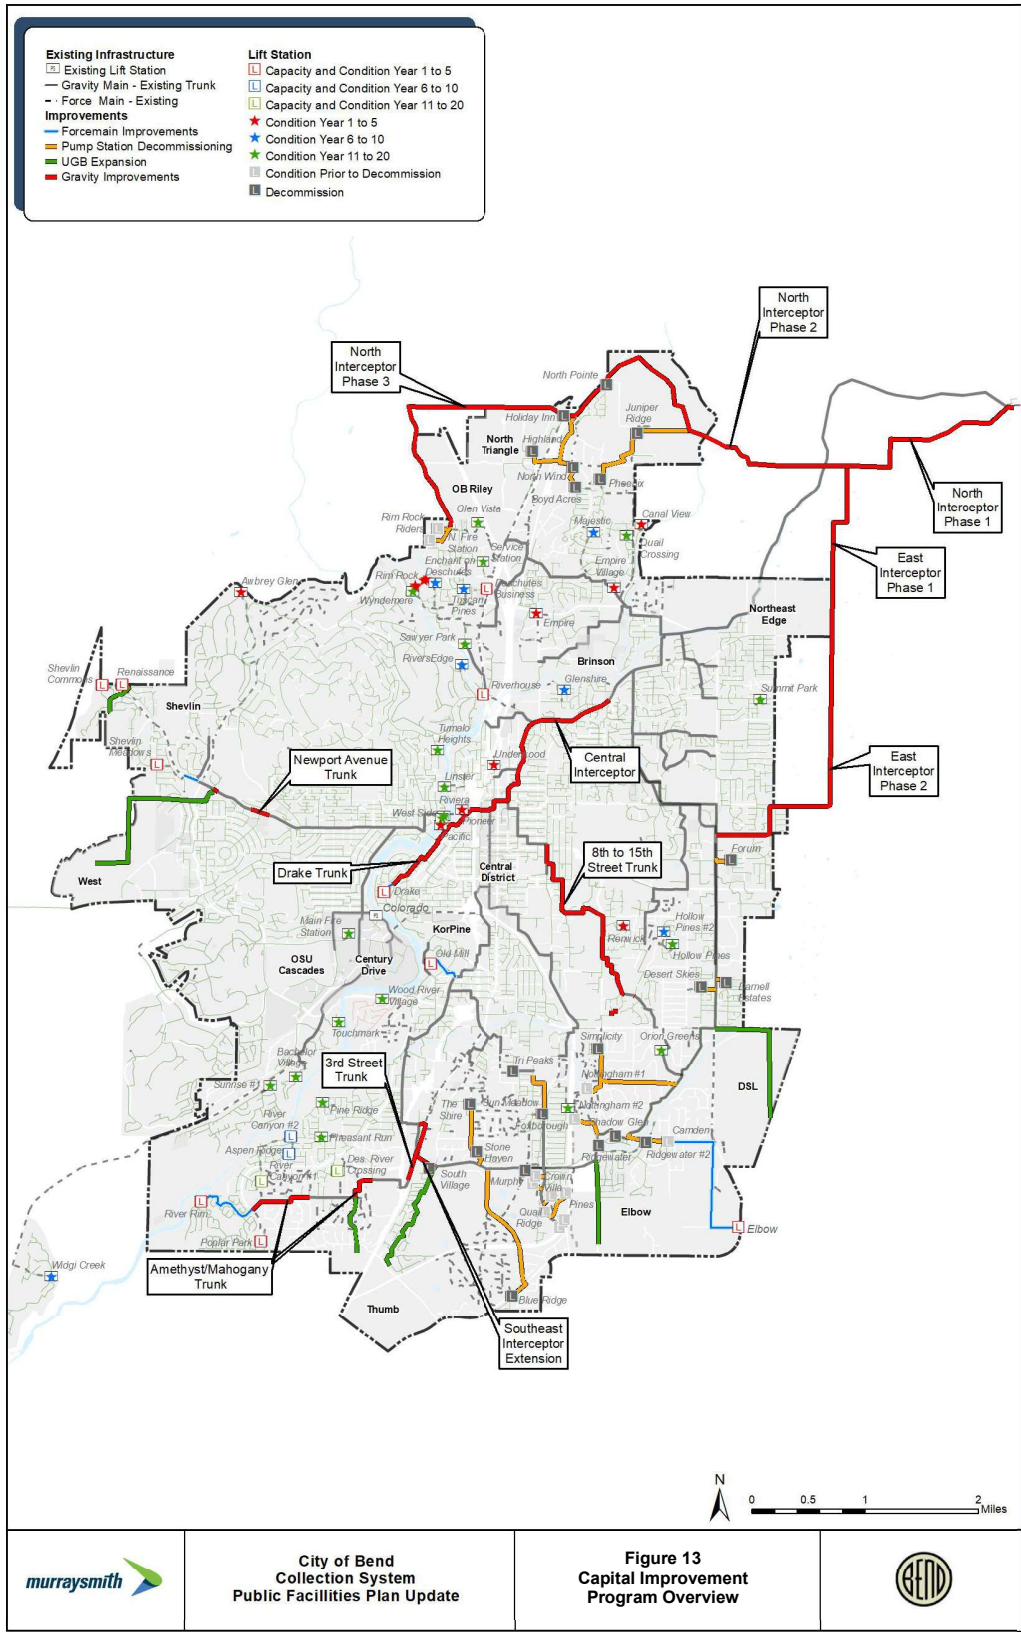 Existing Infrastructure
PS Existing Lift Station
Gravity Main - Existing Trunk
Force Main - Existing
Improvements
Forcemain Improvements
Pump Station Decommissioning
UGB Expansion
Gravity Improvements
Lift Station
L Capacity and Condition Year 1 to 5
L Capacity and Condition Year 6 to 10
L Capacity and Condition Year 11 to 20
Condition Year 1 to 5
Condition Year 6 to 10
Condition Year 11 to 20
L Condition Prior to Decommission
L Decommission
North
Interceptor
Phase 2
North
Interceptor
Phase 3
North Pointe
Holiday Inn
Juniper
Ridge
North
Triangle
Highland
North Wind
Phoenix
Boyd Acres
North
Interceptor
Phase 1
OB Riley
Glen Vista
Rim Rock
Riders
N. Fire
Station
Service
Station
Majestic
Canal View
Quail
Crossing
Enchant on
Deschutes
Empire
Village
East
Interceptor
Phase 1
Awbrey Glen
Rim Rock
Wyndemere
Tuscan
Pines
Deschutes
Business
Empire
Northeast
Edge
Sawyer Park
RiversEdge
Brinson
Glenshire
Shevlin
Commons
Renaissance
Riverhouse
Summit Park
Shevlin
Shevlin
Meadows
Tumalo
Heights
Underwood
Newport Avenue
Trunk
Central
Interceptor
East
Interceptor
Phase 2
Linster
Riviera
West Side
Pioneer
Pacific
West
Drake Trunk
Central
District
8th to 15th
Street Trunk
Forum
Drake
Colorado
Main Fire
Station
KorPine
Renwick
Hollow
Pines #2
Hollow Pines
OSU
Cascades
Century
Drive
Old Mill
Desert Skies
Darnell
Estates
Wood River
Village
Touchmark
Simplicity
Orion Greens
Bachelor
Village
3rd Street
Trunk
Tri Peaks
Nottingham #1
DSL
Sunrise #1
Pine Ridge
The
Shire
Sun Meadow
Nottingham #2
Foxborough
Shadow Glen
Camden
River
Canyon #2
Pheasant Run
Aspen Ridge
Stone
Haven
Ridgewater
Ridgewater #2
River
Canyon #1
Des. River
Crossing
South
Village
Murphy
Crown
Villa
River Rim
Quail
Ridge
Pines
Elbow
Elbow
Poplar Park
Widgi Creek
Amethyst/Mahogany
Trunk
Blue Ridge
Thumb
Southeast
Interceptor
Extension
N
0 0.5 1 2
Miles
murraysmith
City of Bend
Collection System
Public Facillities Plan Update
Figure 13
Capital Improvement
Program Overview
BEND